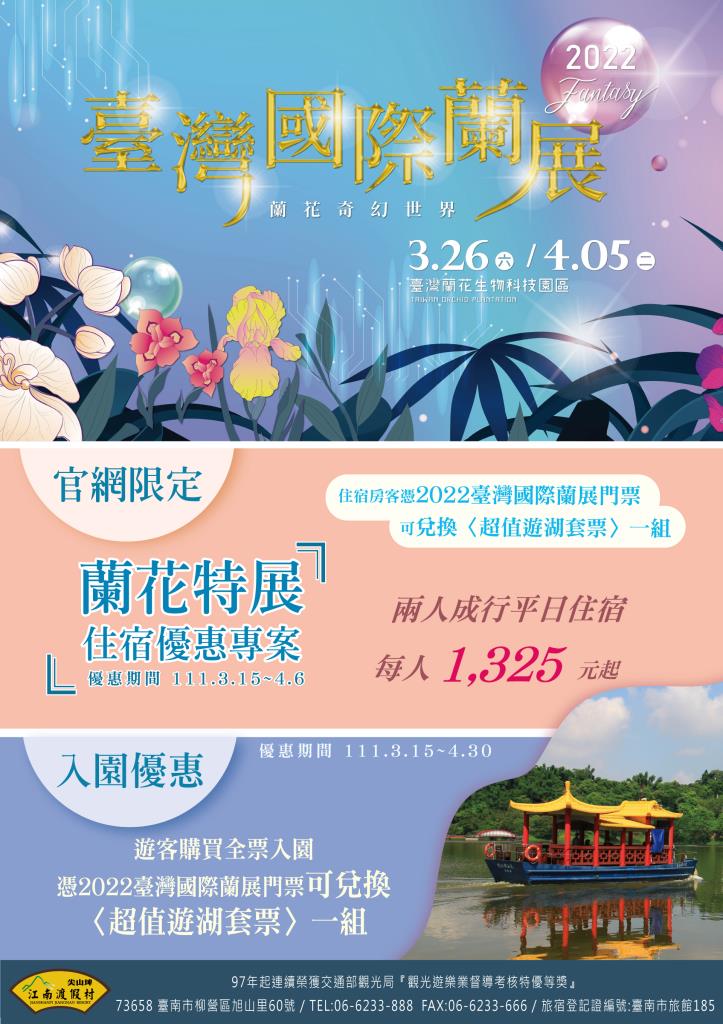 2022
Fantasy
臺灣國際蘭展
蘭花奇幻世界
3.26六/4.05二
臺灣蘭花生物科技園區
TAIWAN ORCHID PLANTATION
官網限定
住宿房客憑2022臺灣國際蘭展門票
可兌換〈超值遊湖套票〉一組
蘭花特展
住宿優惠專案
優惠期間 111.3.15~4.6
兩人成行平日住宿
每人 1,325 元起
入園優惠
優惠期間 111.3.15~4.30
遊客購買全票入園
憑2022臺灣國際蘭展門票可兌換
〈超值遊湖套票〉一組
尖山埤
江南渡假村
JIANSHANPI JIANGNAN RESORT
97年起連續榮獲交通部觀光局『觀光遊樂業督導考核特優等獎』
73658 臺南市柳營區旭山里60號 / TEL:06-6233-888 FAX:06-6233-666 / 旅宿登記證編號:臺南市旅館185